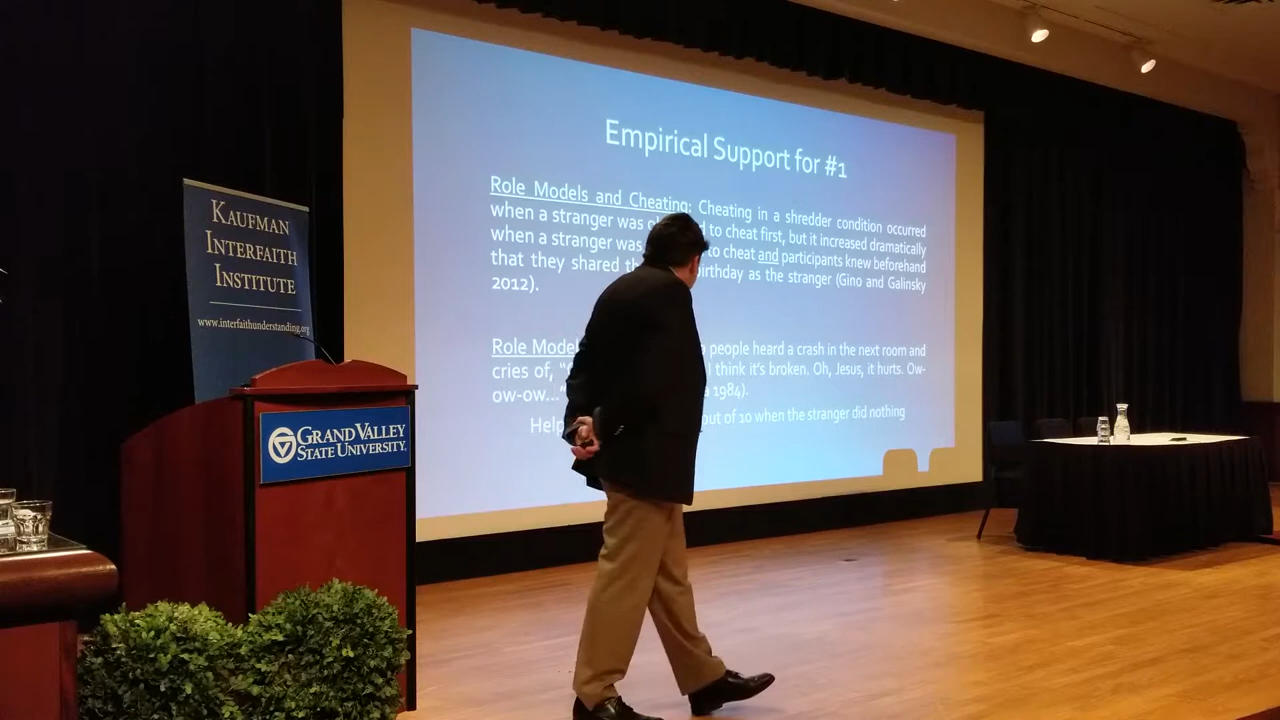 KAUFMAN
INTERFAITH
INSTITUTE
www.interfaithunderstanding.org
GRAND VALLEY
STATE UNIVERSITY
Empirical Support for #1
Role Models and Cheating: Cheating in a shredder condition occurred
when a stranger was to cheat first, but it increased dramatically
when a stranger was to cheat and participants knew beforehand
that they shared birthday as the stranger (Gino and Galinsky
2012).
Role people heard a crash in the next room and
cries of, I think it's broken. Oh, Jesus, it hurts. Ow-
ow-ow..." 1984).
out of 10 when the stranger did nothing